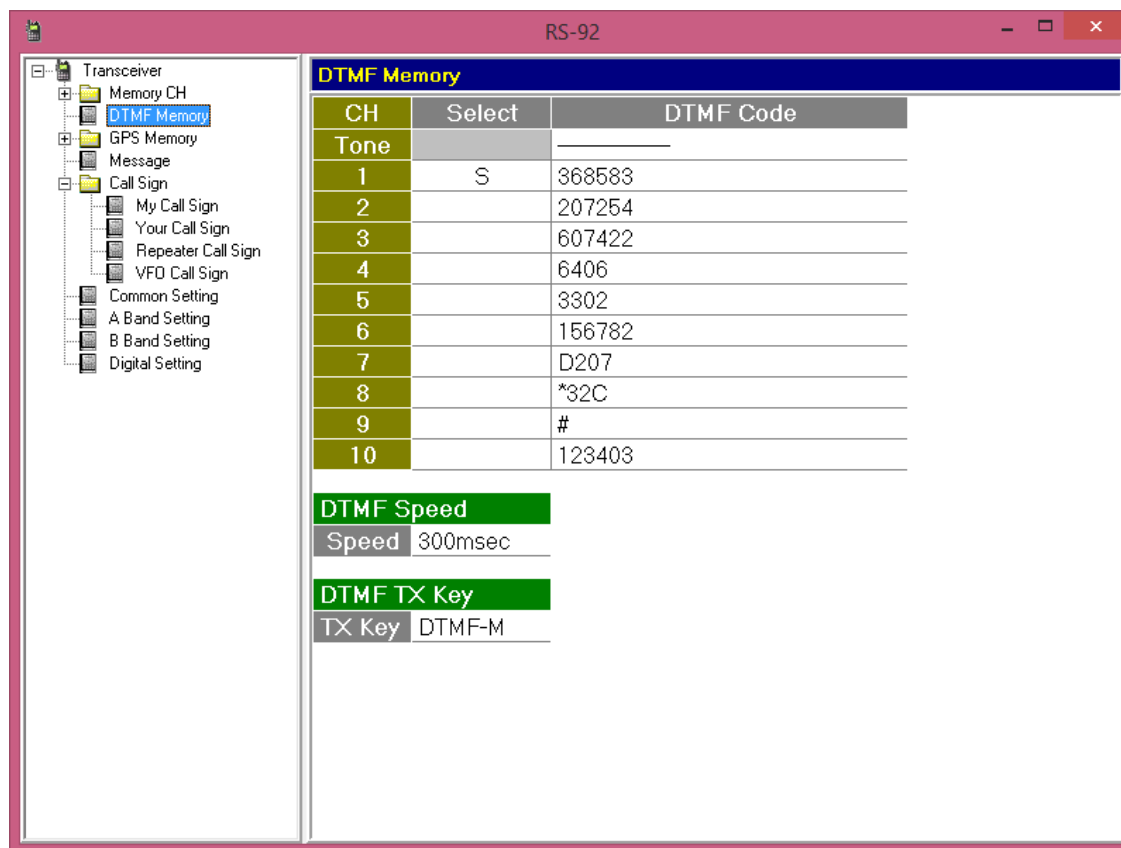 RS-92
Transceiver
Memory CH
DTMF Memory
GPS Memory
Message
Call Sign
My Call Sign
Your Call Sign
Repeater Call Sign
VFO Call Sign
Common Setting
A Band Setting
B Band Setting
Digital Setting
DTMF Memory
CH Select DTMF Code
Tone
1 S 368583
2 207254
3 607422
4 6406
5 3302
6 156782
7 D207
8 *32C
9 #
10 123403
DTMF Speed
Speed 300msec
DTMF TX Key
TX Key DTMF-M